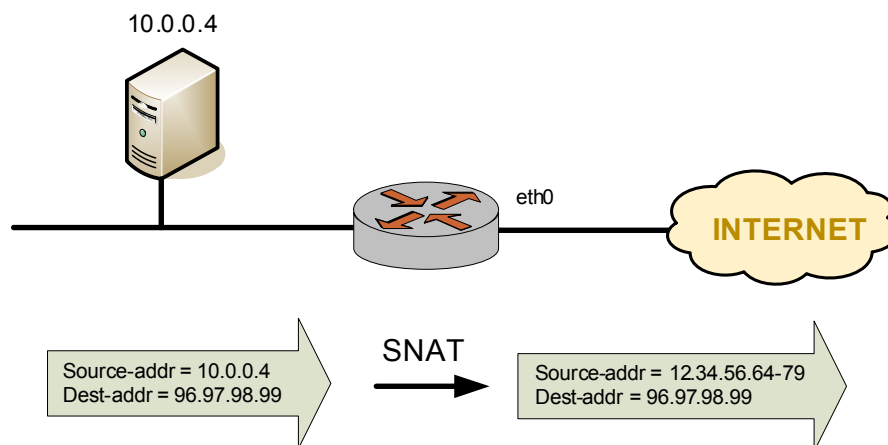 10.0.0.4
eth0
INTERNET
SNAT
Source-addr = 10.0.0.4
Dest-addr = 96.97.98.99
Source-addr = 12.34.56.64-79
Dest-addr = 96.97.98.99